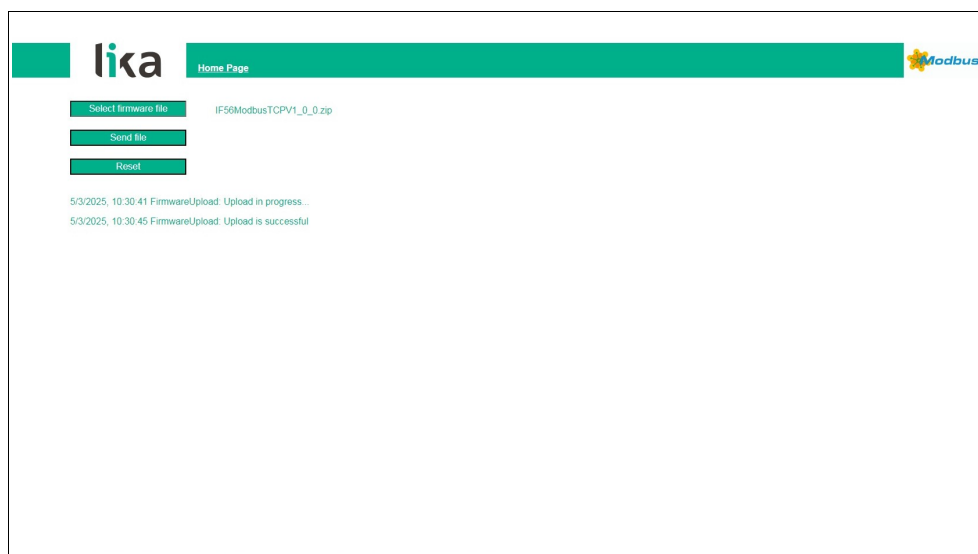 lika
Home Page
Modbus
Select firmware file
IF56ModbusTCPV1_0_0.zip
Send file
Reset
5/3/2025, 10:30:41 FirmwareUpload: Upload in progress...
5/3/2025, 10:30:45 FirmwareUpload: Upload is successful